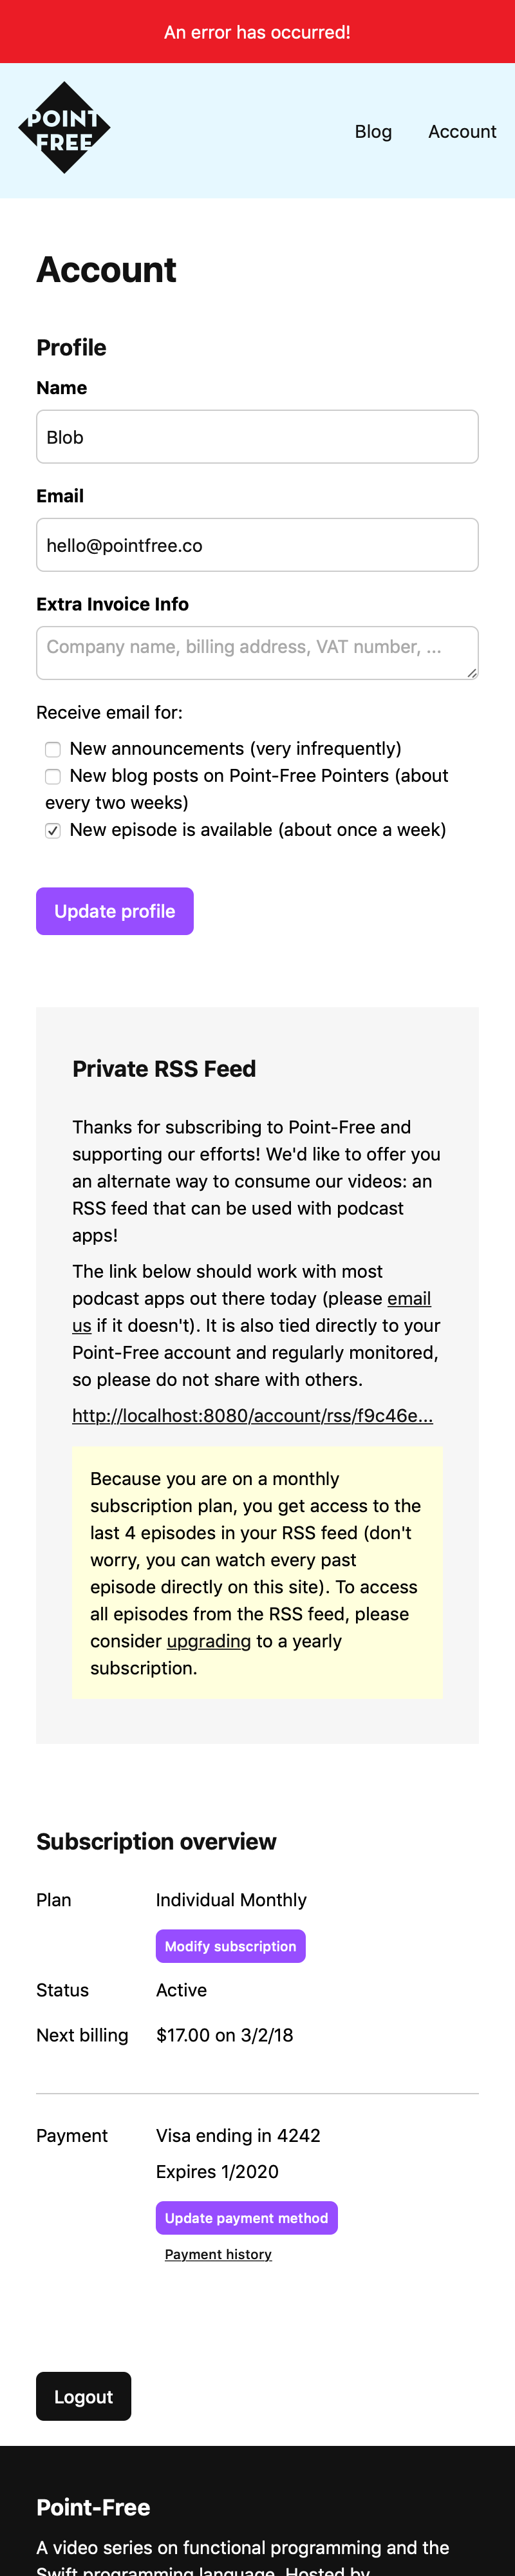 An error has occurred!
POINT
FREE
Blog
Account
Account
Profile
Name
Blob
Email
hello@pointfree.co
Extra Invoice Info
Company name, billing address, VAT number, ...
Receive email for:
New announcements (very infrequently)
New blog posts on Point-Free Pointers (about
every two weeks)
New episode is available (about once a week)
Update profile
Private RSS Feed
Thanks for subscribing to Point-Free and
supporting our efforts! We'd like to offer you
an alternate way to consume our videos: an
RSS feed that can be used with podcast
apps!
The link below should work with most
podcast apps out there today (please email
us if it doesn't). It is also tied directly to your
Point-Free account and regularly monitored,
so please do not share with others.
http://localhost:8080/account/rss/f9c46e...
Because you are on a monthly
subscription plan, you get access to the
last 4 episodes in your RSS feed (don't
worry, you can watch every past
episode directly on this site). To access
all episodes from the RSS feed, please
consider upgrading to a yearly
subscription.
Subscription overview
Plan
Individual Monthly
Modify subscription
Status
Active
Next billing
$17.00 on 3/2/18
Payment
Visa ending in 4242
Expires 1/2020
Update payment method
Payment history
Logout
Point-Free
A video series on functional programming and the
Swift programming language. Hosted by